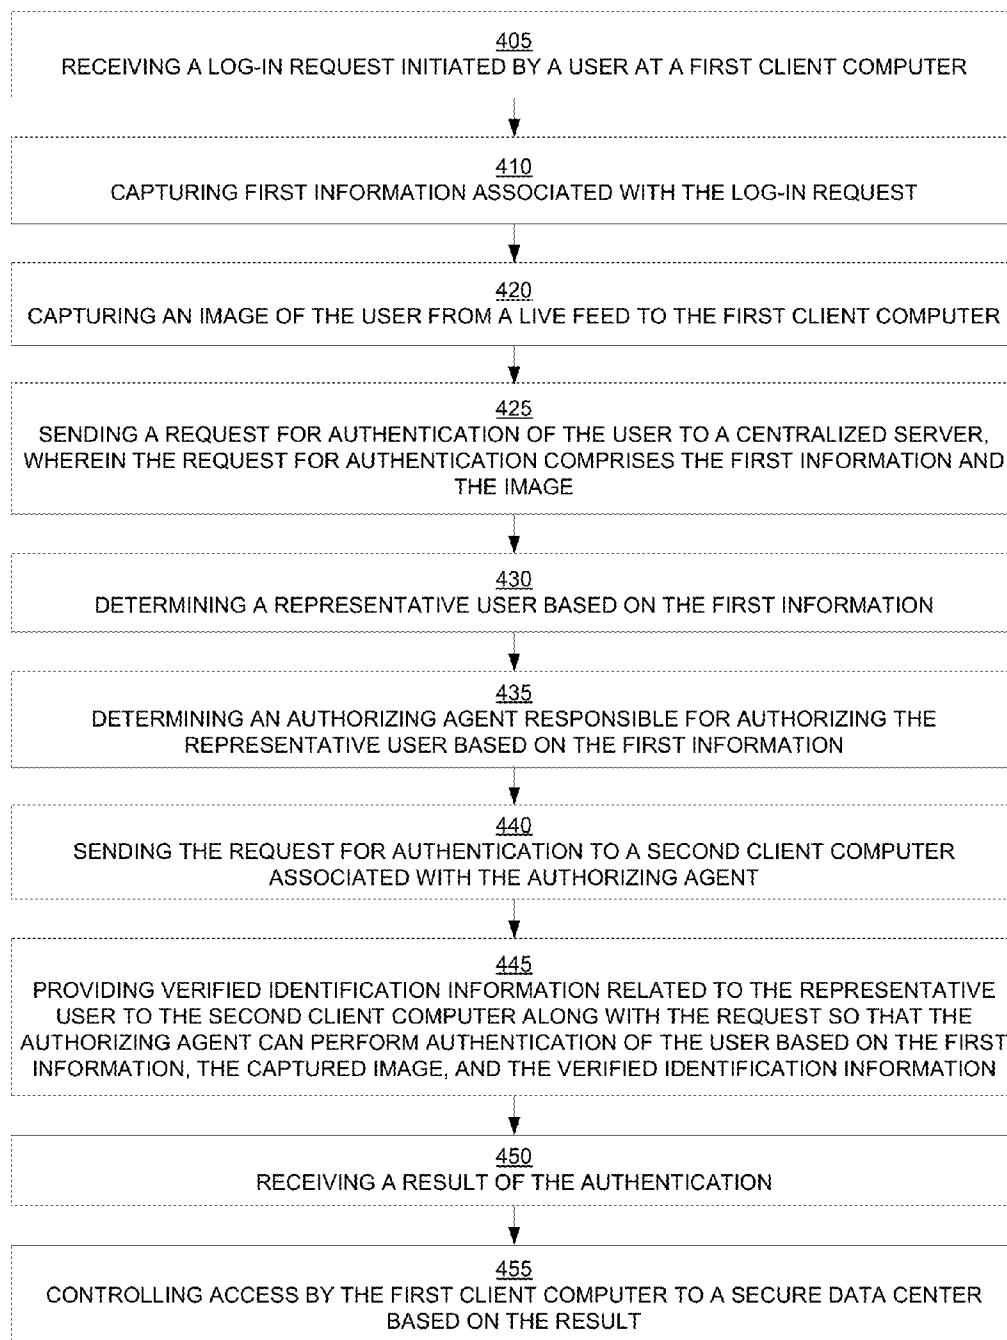 405
RECEIVING A LOG-IN REQUEST INITIATED BY A USER AT A FIRST CLIENT COMPUTER
410
CAPTURING FIRST INFORMATION ASSOCIATED WITH THE LOG-IN REQUEST
420
CAPTURING AN IMAGE OF THE USER FROM A LIVE FEED TO THE FIRST CLIENT COMPUTER
425
SENDING A REQUEST FOR AUTHENTICATION OF THE USER TO A CENTRALIZED SERVER,
WHEREIN THE REQUEST FOR AUTHENTICATION COMPRISES THE FIRST INFORMATION AND
THE IMAGE
430
DETERMINING A REPRESENTATIVE USER BASED ON THE FIRST INFORMATION
435
DETERMINING AN AUTHORIZING AGENT RESPONSIBLE FOR AUTHORIZING THE
REPRESENTATIVE USER BASED ON THE FIRST INFORMATION
440
SENDING THE REQUEST FOR AUTHENTICATION TO A SECOND CLIENT COMPUTER
ASSOCIATED WITH THE AUTHORIZING AGENT
445
PROVIDING VERIFIED IDENTIFICATION INFORMATION RELATED TO THE REPRESENTATIVE
USER TO THE SECOND CLIENT COMPUTER ALONG WITH THE REQUEST SO THAT THE
AUTHORIZING AGENT CAN PERFORM AUTHENTICATION OF THE USER BASED ON THE FIRST
INFORMATION, THE CAPTURED IMAGE, AND THE VERIFIED IDENTIFICATION INFORMATION
450
RECEIVING A RESULT OF THE AUTHENTICATION
455
CONTROLLING ACCESS BY THE FIRST CLIENT COMPUTER TO A SECURE DATA CENTER
BASED ON THE RESULT